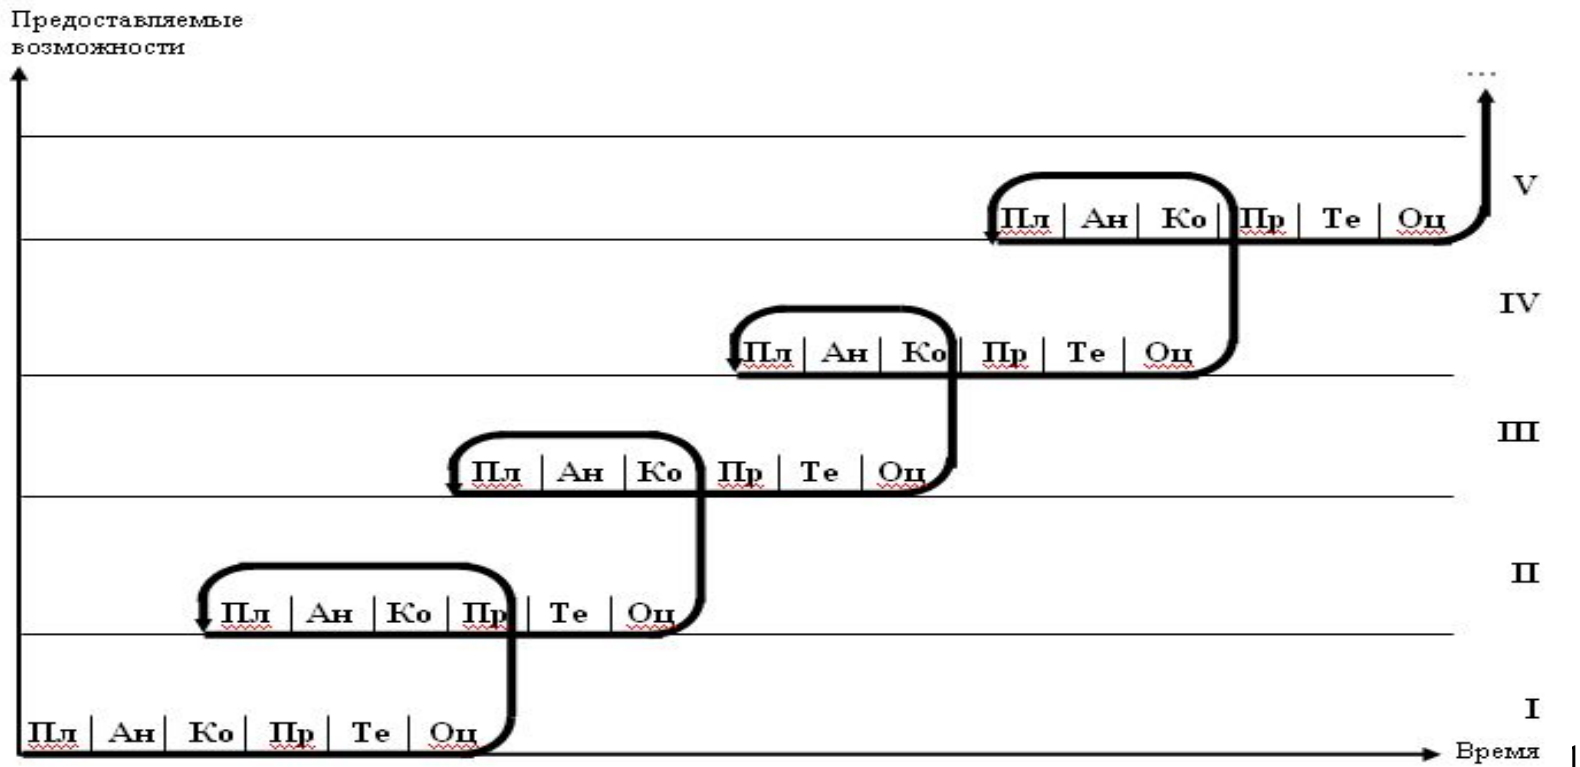 Предоставляемые
возможности
...
V
Пл Ан Ко Пр Те Оц
IV
Пл Ан Ко Пр Те Оц
III
Пл Ан Ко Пр Те Оц
II
Пл Ан Ко Пр Те Оц
I
Пл Ан Ко Пр Те Оц
Время